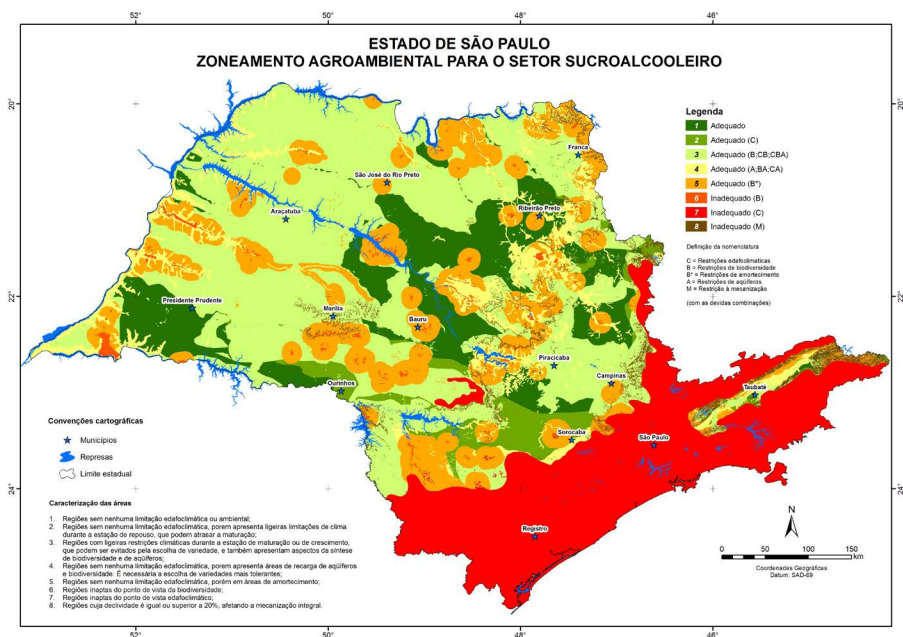 52°
50°
48°
46°
ESTADO DE SÃO PAULO
ZONEAMENTO AGROAMBIENTAL PARA O SETOR SUCROALCOOLEIRO
20°
20°
Legenda
1 Adequado
2 Adequado (C)
3 Adequado (B;CB;CBA)
4 Adequado (A;BA;CA)
5 Adequado (B*)
6 Inadequado (B)
7 Inadequado (C)
8 Inadequado (M)
Definição da nomenclatura
C = Restrições edafoclimaticas
B = Restrições de biodiversidade
B* = Restrições de amortecimento
A = Restrições de aqüíferos
M = Restrição à mecanização
(com as devidas combinações)
Franca
São José do Rio Preto
Ribeirão Preto
Araçatuba
22°
22°
Presidente Prudente
Marília
Bauru
Piracicaba
Campinas
Ourinhos
Taubaté
Sorocaba
São Paulo
Registro
Convenções cartográficas
Municípios
Represas
Limite estadual
24°
24°
Caracterização das áreas
1. Regiões sem nenhuma limitação edafoclimática ou ambiental;
2. Regiões sem nenhuma limitação edafoclimática, porem apresenta ligeiras limitações de clima
durante a estação de repouso, que podem atrasar a maturação;
3. Regiões com ligeiras restrições climáticas durante a estação de maturação ou de crescimento,
que podem ser evitados pela escolha de variedade, e também apresentam aspectos da síntese
de biodiversidade e de aqüíferos;
4. Regiões sem nenhuma limitação edafoclimática, porem apresenta áreas de recarga de aqüíferos
e biodiversidade. É necessária a escolha de variedades mais tolerantes;
5. Regiões sem nenhuma limitação edafoclimática, porém em áreas de amortecimento;
6. Regiões inaptas do ponto de vista da biodiversidade;
7. Regiões inaptas do ponto de vista edafoclimático;
8. Regiões cuja declividade é igual ou superior a 20%, afetando a mecanização integral.
N
0 50 100 150
km
Coordenadas Geográficas
Datum: SAD-69
52°
50°
48°
46°